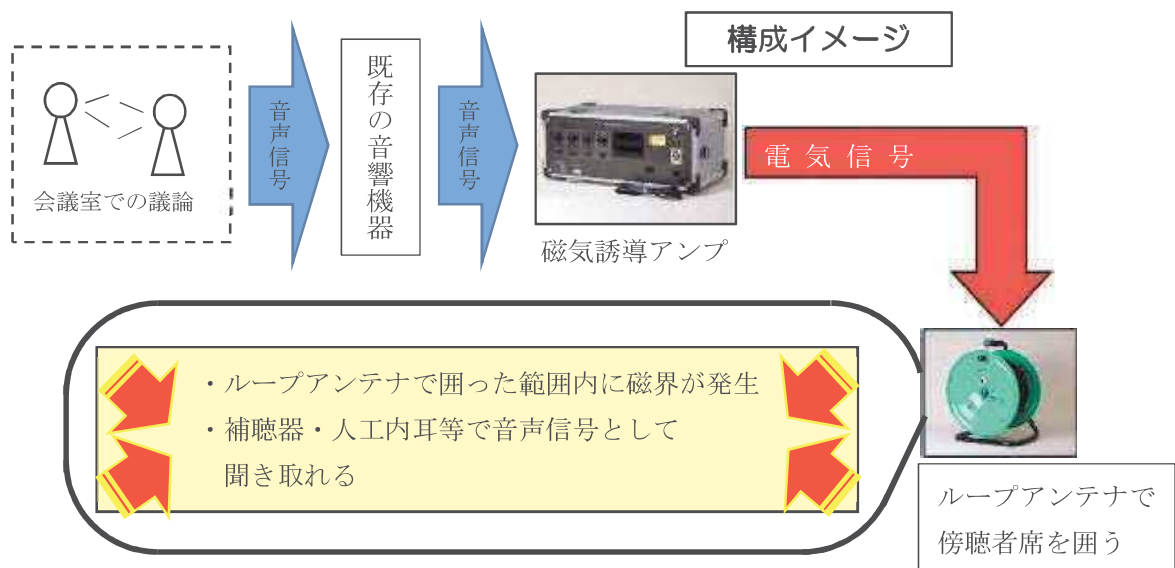 構成イメージ
会議室での議論
音声信号
既存の音響機器
音声信号
磁気誘導アンプ
電気信号
・ループアンテナで囲った範囲内に磁界が発生
・補聴器・人工内耳等で音声信号として
聞き取れる
ループアンテナで
傍聴者席を囲う